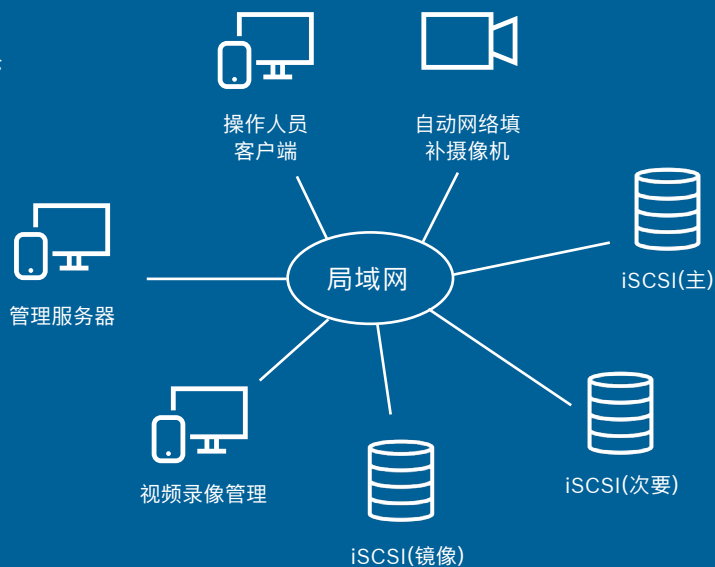 操作人员
客户端
自动网络填
补摄像机
局域网
iSCSI(主)
管理服务器
iSCSI(次要)
视频录像管理
iSCSI(镜像)